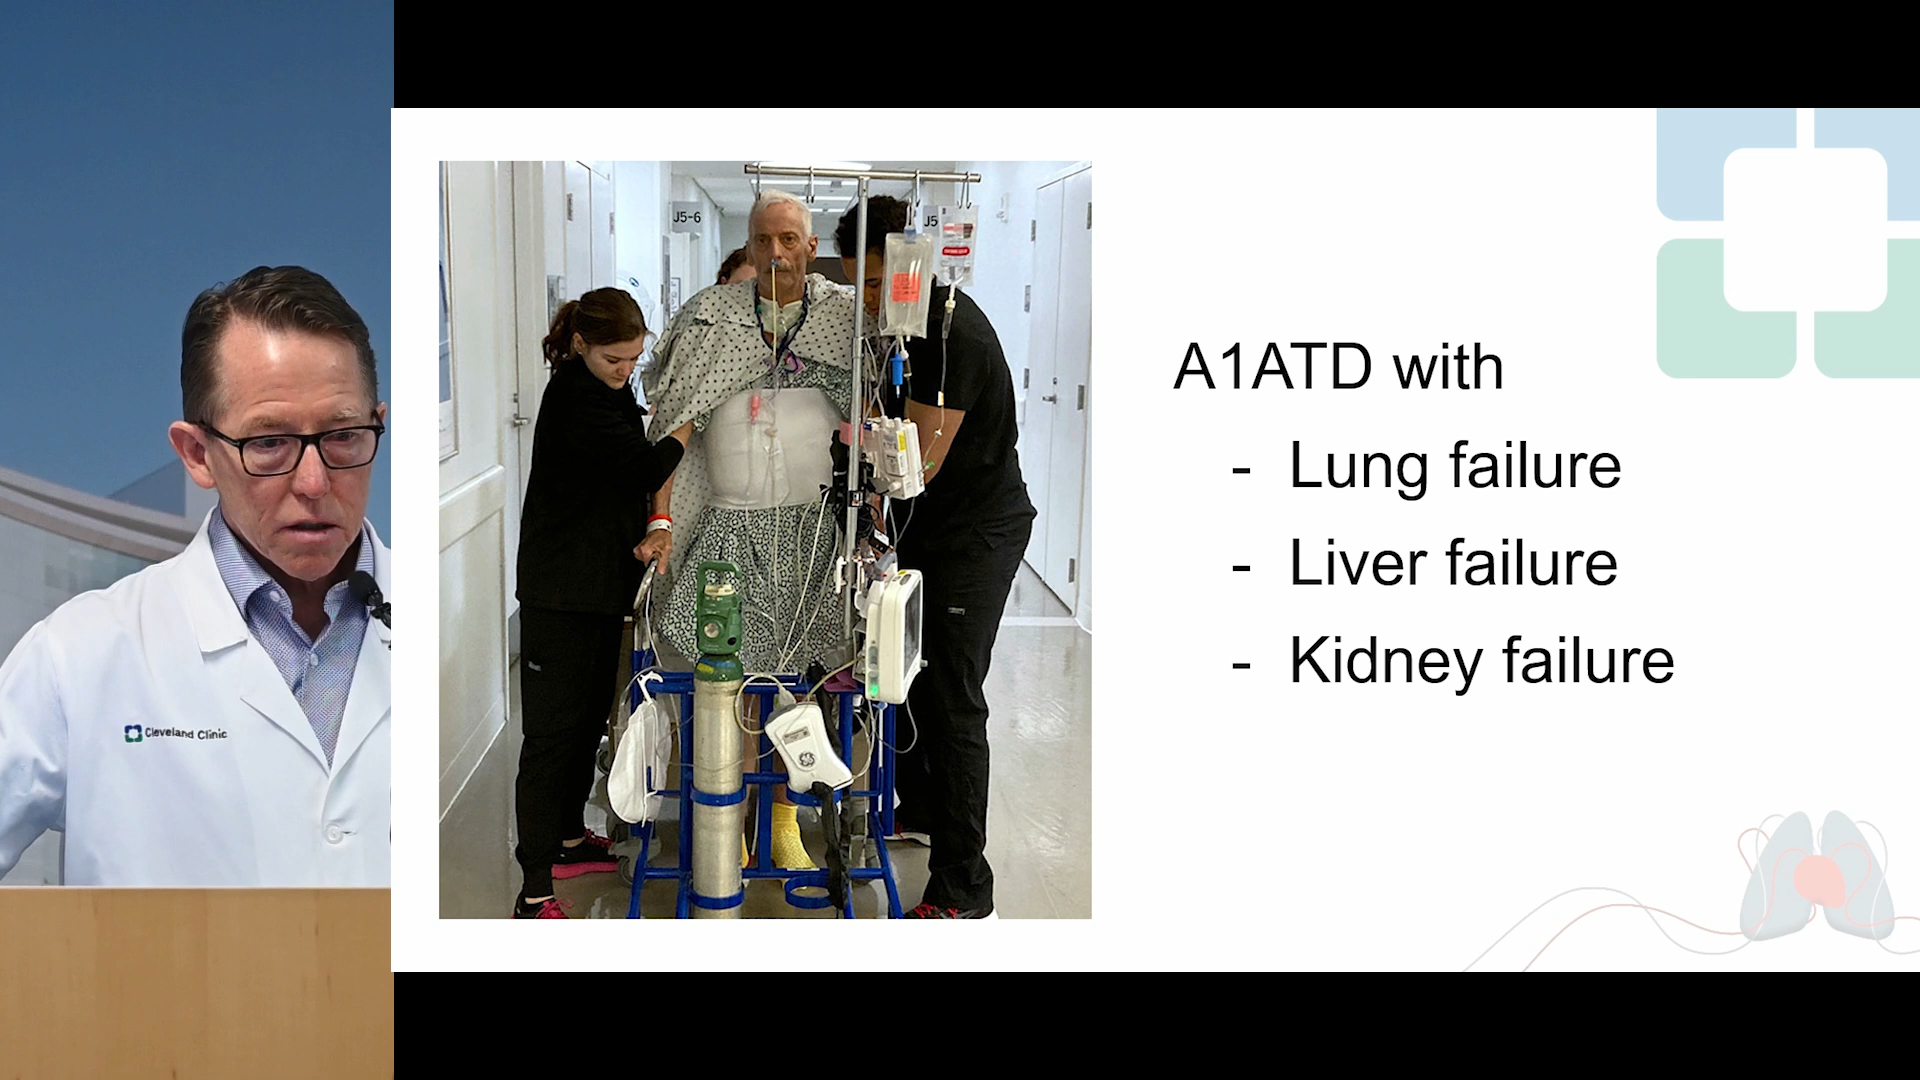 J5-6
J5
A1ATD with
- Lung failure
- Liver failure
- Kidney failure
Cleveland Clinic